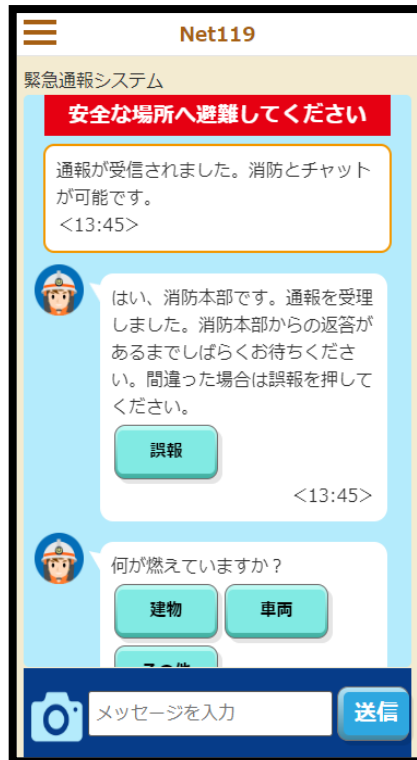 Net119
緊急通報システム
安全な場所へ避難してください
通報が受信されました。消防とチャット
が可能です。
<13:45>
はい、消防本部です。通報を受理
しました。消防本部からの返答が
あるまでしばらくお待ちくださ
い。間違った場合は誤報を押して
ください。
誤報
<13:45>
何が燃えていますか？
建物 車両
その他
メッセージを入力 送信